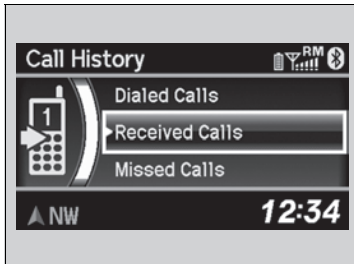 Call History
RM
1
Dialed Calls
Received Calls
Missed Calls
NW
12:34